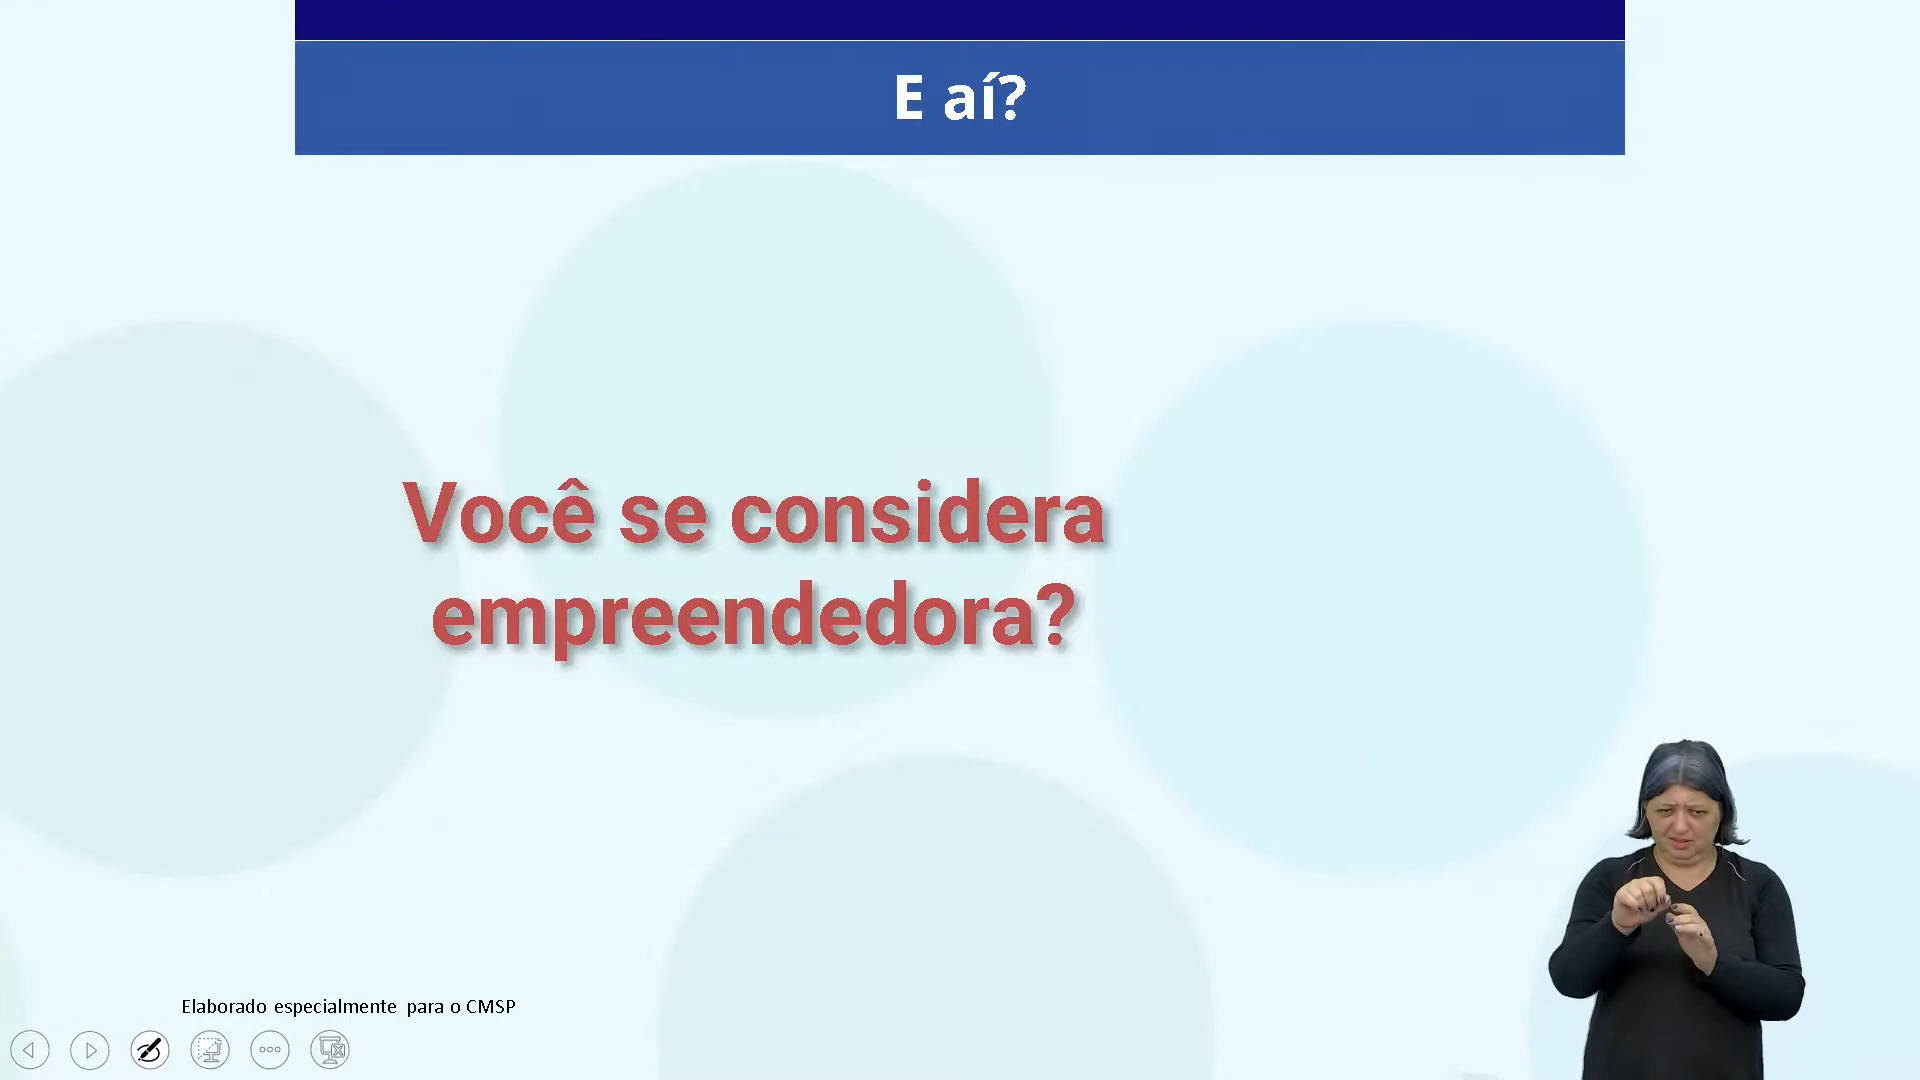 E aí?
Você se considera
empreendedora?
Elaborado especialmente para o CMSP